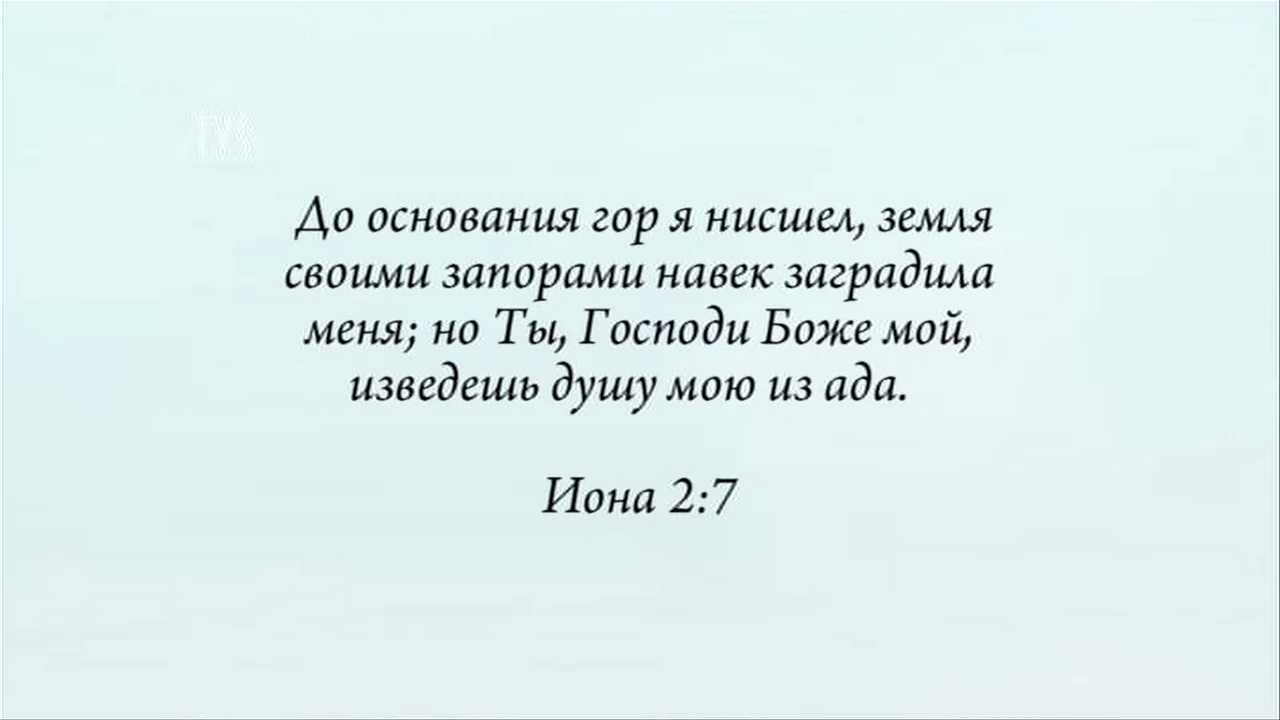 TVS
До основания гор я нисшел, земля
своими запорами навек заградила
меня; но Ты, Господи Боже мой,
изведешь душу мою из ада.
Иона 2:7